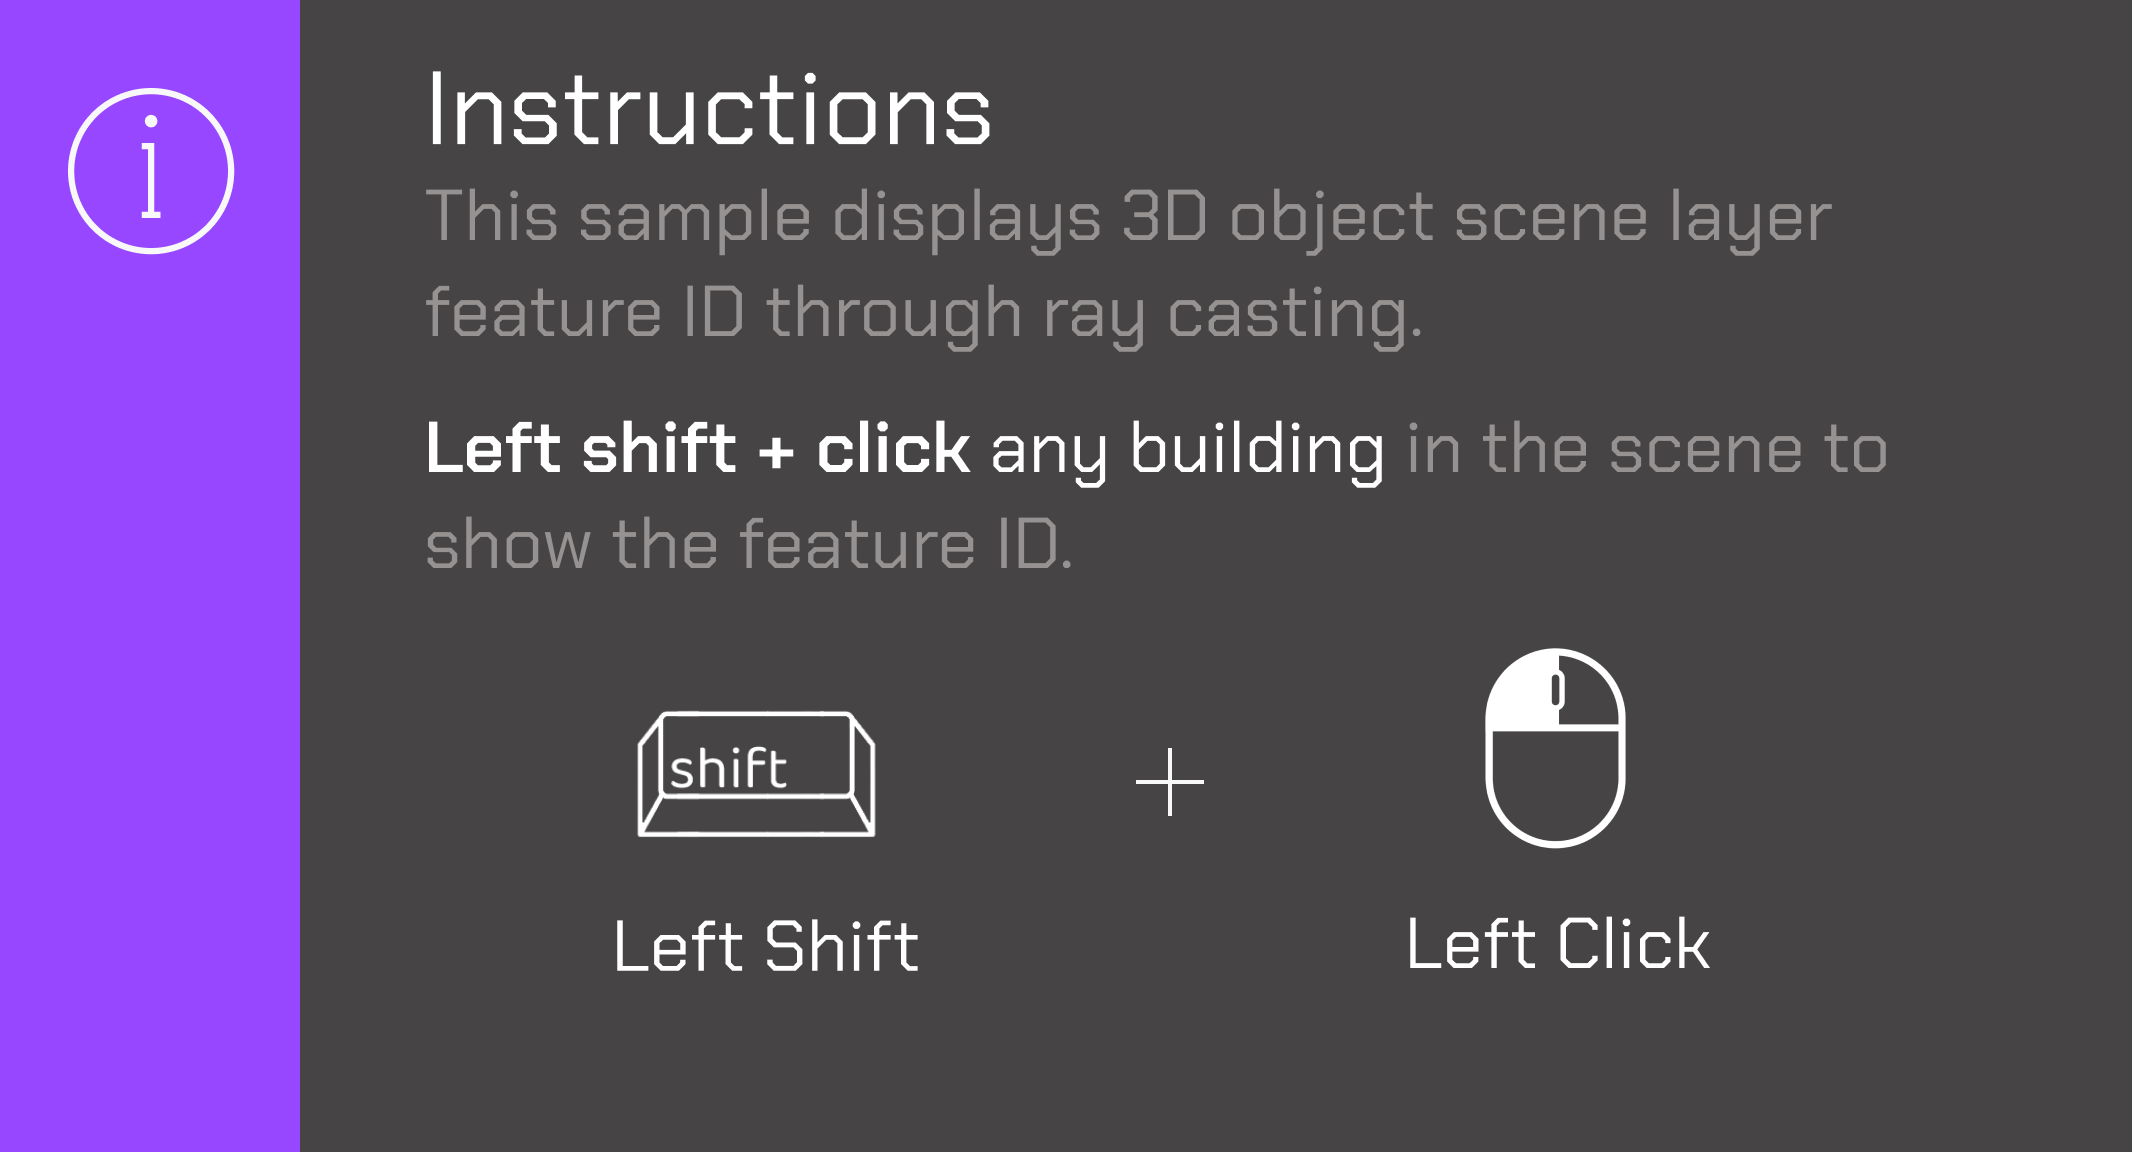 i
Instructions
This sample displays 3D object scene layer
feature ID through ray casting.
Left shift + click any building in the scene to
show the feature ID.
shift
Left Shift
Left Click